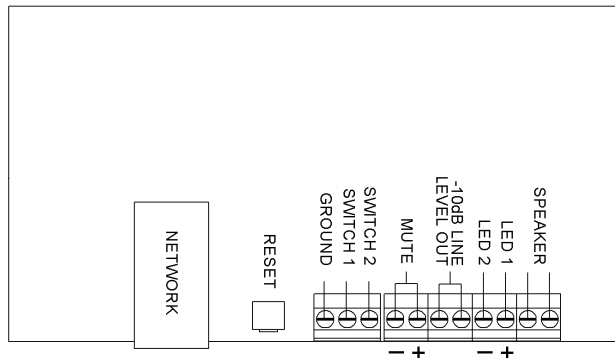 NETWORK
RESET
GROUND
SWITCH 1
SWITCH 2
MUTE
-10dB LINE
LEVEL OUT
LED 2
LED 1
SPEAKER
− + − +